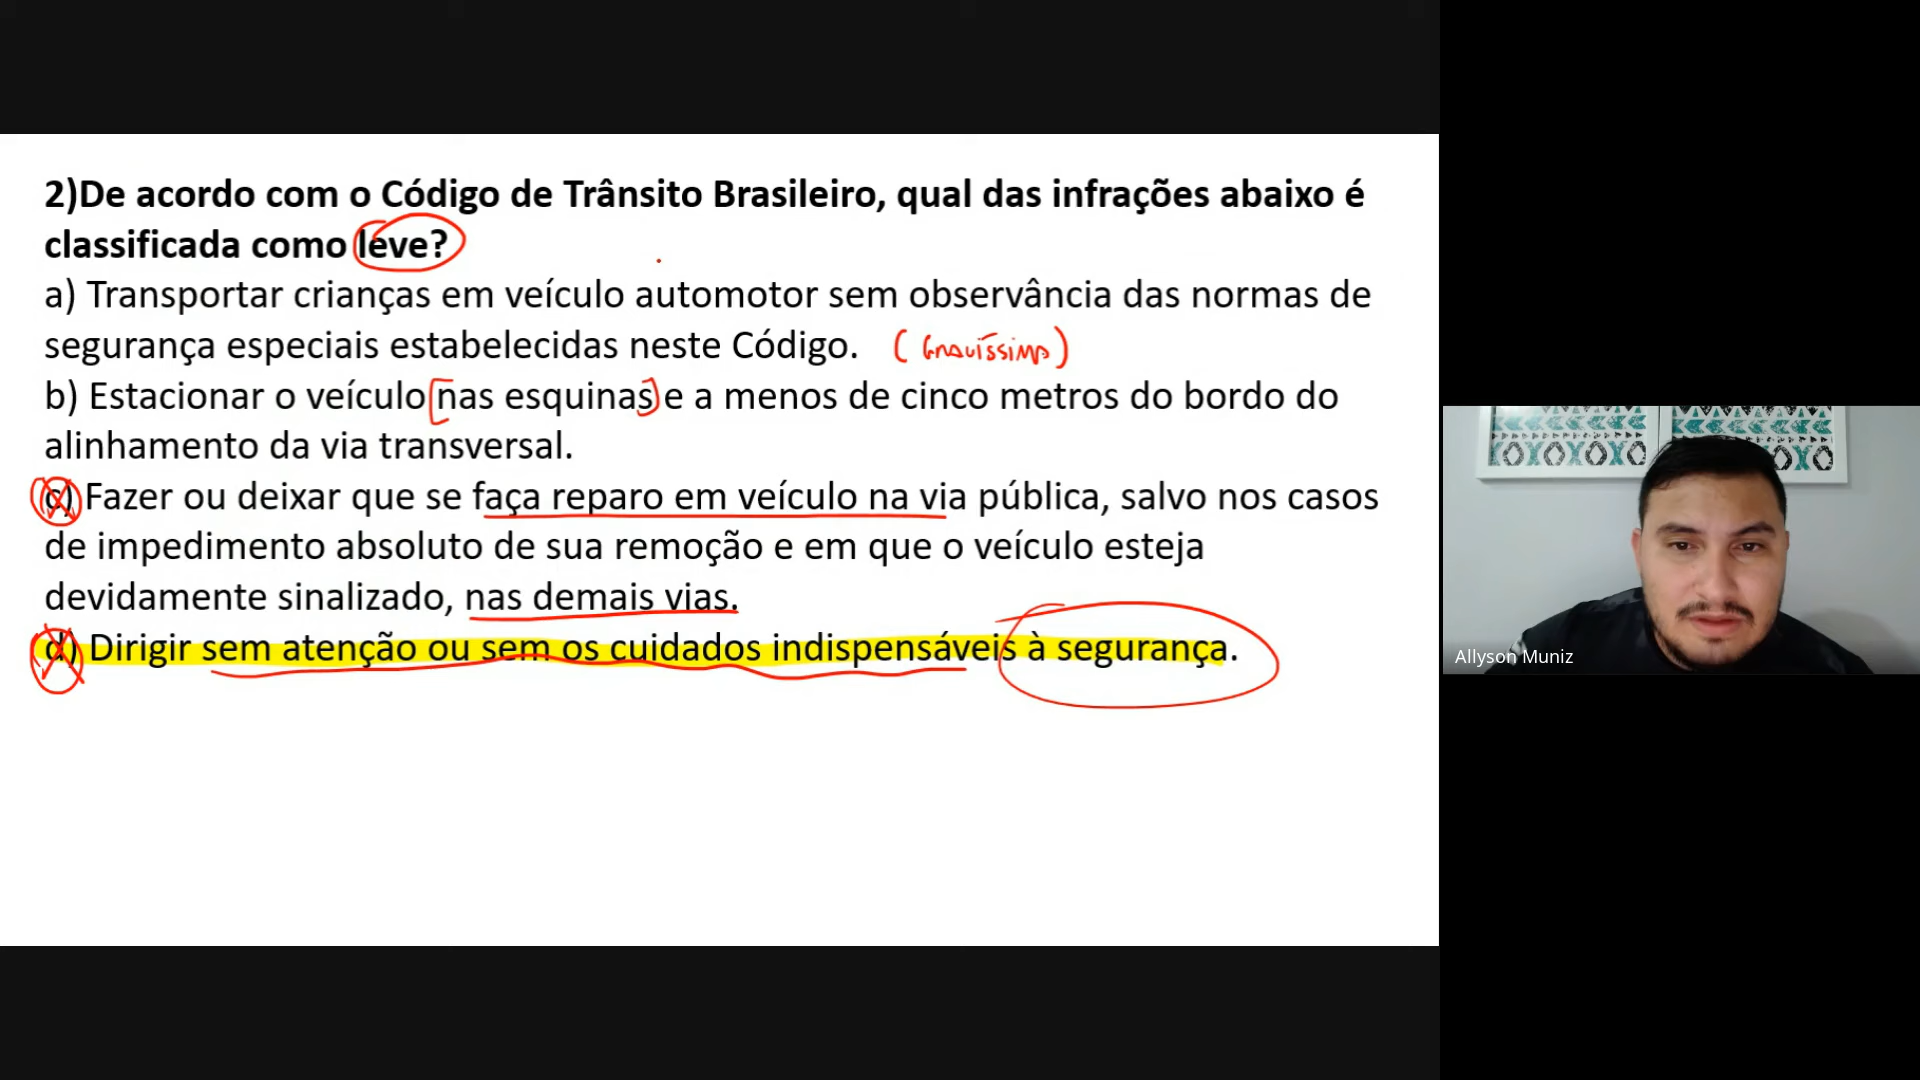 2)De acordo com o Código de Trânsito Brasileiro, qual das infrações abaixo é
classificada como leve?
a) Transportar crianças em veículo automotor sem observância das normas de
segurança especiais estabelecidas neste Código. (Gravíssima)
b) Estacionar o veículo nas esquinas e a menos de cinco metros do bordo do
alinhamento da via transversal.
c) Fazer ou deixar que se faça reparo em veículo na via pública, salvo nos casos
de impedimento absoluto de sua remoção e em que o veículo esteja
devidamente sinalizado, nas demais vias.
d) Dirigir sem atenção ou sem os cuidados indispensáveis à segurança.
Allyson Muniz